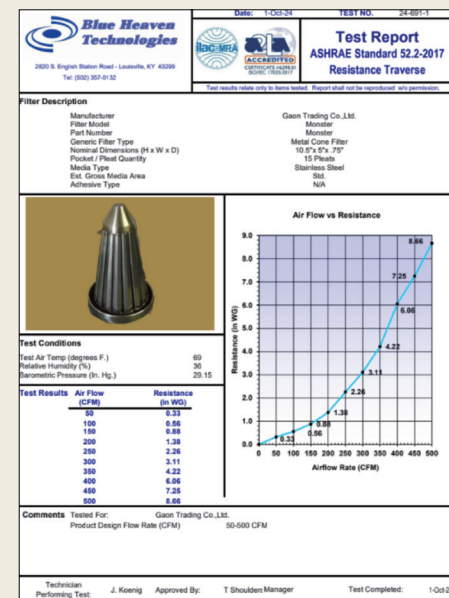 Blue Heaven
Technologies
2820 S. English Station Road - Louisville, KY 40299
Tel: (502) 357-0132
Date: 1-Oct-24 TEST NO. 24-691-1
ilac-MRA
ACCREDITED
Test Report
ASHRAE Standard 52.2-2017
Resistance Traverse
Test results relate only to items tested. Report shall not be reproduced w/o permission.
Filter Description
Manufacturer Gaon Trading Co.,Ltd.
Filter Model Monster
Part Number Monster
Generic Filter Type Metal Cone Filter
Nominal Dimensions (H x W x D) 10.5"x 5"x .75"
Pocket / Pleat Quantity 15 Pleats
Media Type Stainless Steel
Est. Gross Media Area Std.
Adhesive Type N/A
Air Flow vs Resistance
Resistance (in WG)
9.0
8.0
7.0
6.0
5.0
4.0
3.0
2.0
1.0
0.0
8.66
7.25
6.06
4.22
3.11
2.26
1.38
0.88
0.56
0.33
0 50 100 150 200 250 300 350 400 450 500
Airflow Rate (CFM)
Test Conditions
Test Air Temp (degrees F.) 69
Relative Humidity (%) 36
Barometric Pressure (In. Hg.) 29.15
Test Results Air Flow Resistance
(CFM) (in WG)
50 0.33
100 0.56
150 0.88
200 1.38
250 2.26
300 3.11
350 4.22
400 6.06
450 7.25
500 8.66
Comments Tested For: Gaon Trading Co.,Ltd.
Product Design Flow Rate (CFM) 50-500 CFM
Technician
Performing Test: J. Koenig Approved By: T Shoulders Manager Test Completed: 1-Oct-2